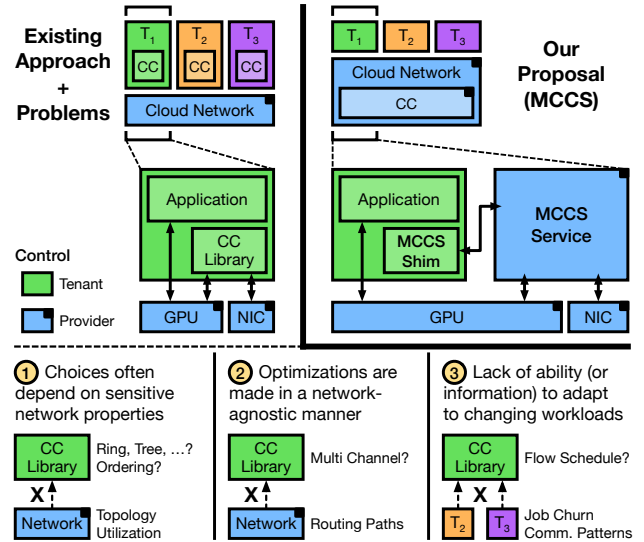 Existing
Approach
+
Problems
T1
T2
T3
CC
CC
CC
Cloud Network
Application
CC
Library
GPU
NIC
Control
Tenant
Provider
T1
T2
T3
Cloud Network
CC
Our
Proposal
(MCCS)
Application
MCCS
Shim
MCCS
Service
GPU
NIC
1 Choices often
depend on sensitive
network properties
CC
Library
Ring, Tree, ...?
Ordering?
X
Network
Topology
Utilization
2 Optimizations are
made in a network-
agnostic manner
CC
Library
Multi Channel?
X
Network
Routing Paths
3 Lack of ability (or
information) to adapt
to changing workloads
CC
Library
Flow Schedule?
X
T2
T3
Job Churn
Comm. Patterns